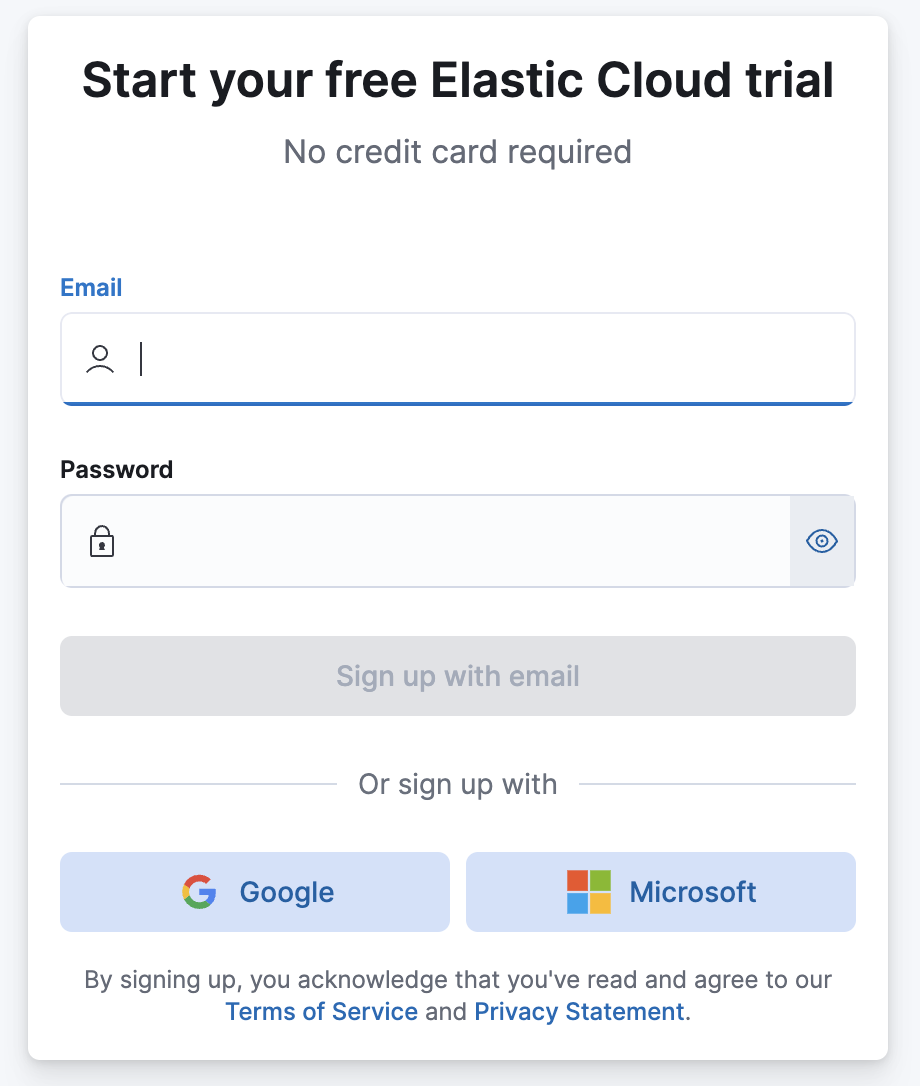 Start your free Elastic Cloud trial
No credit card required
Email
Password
Sign up with email
Or sign up with
Google
Microsoft
By signing up, you acknowledge that you've read and agree to our
Terms of Service and Privacy Statement.